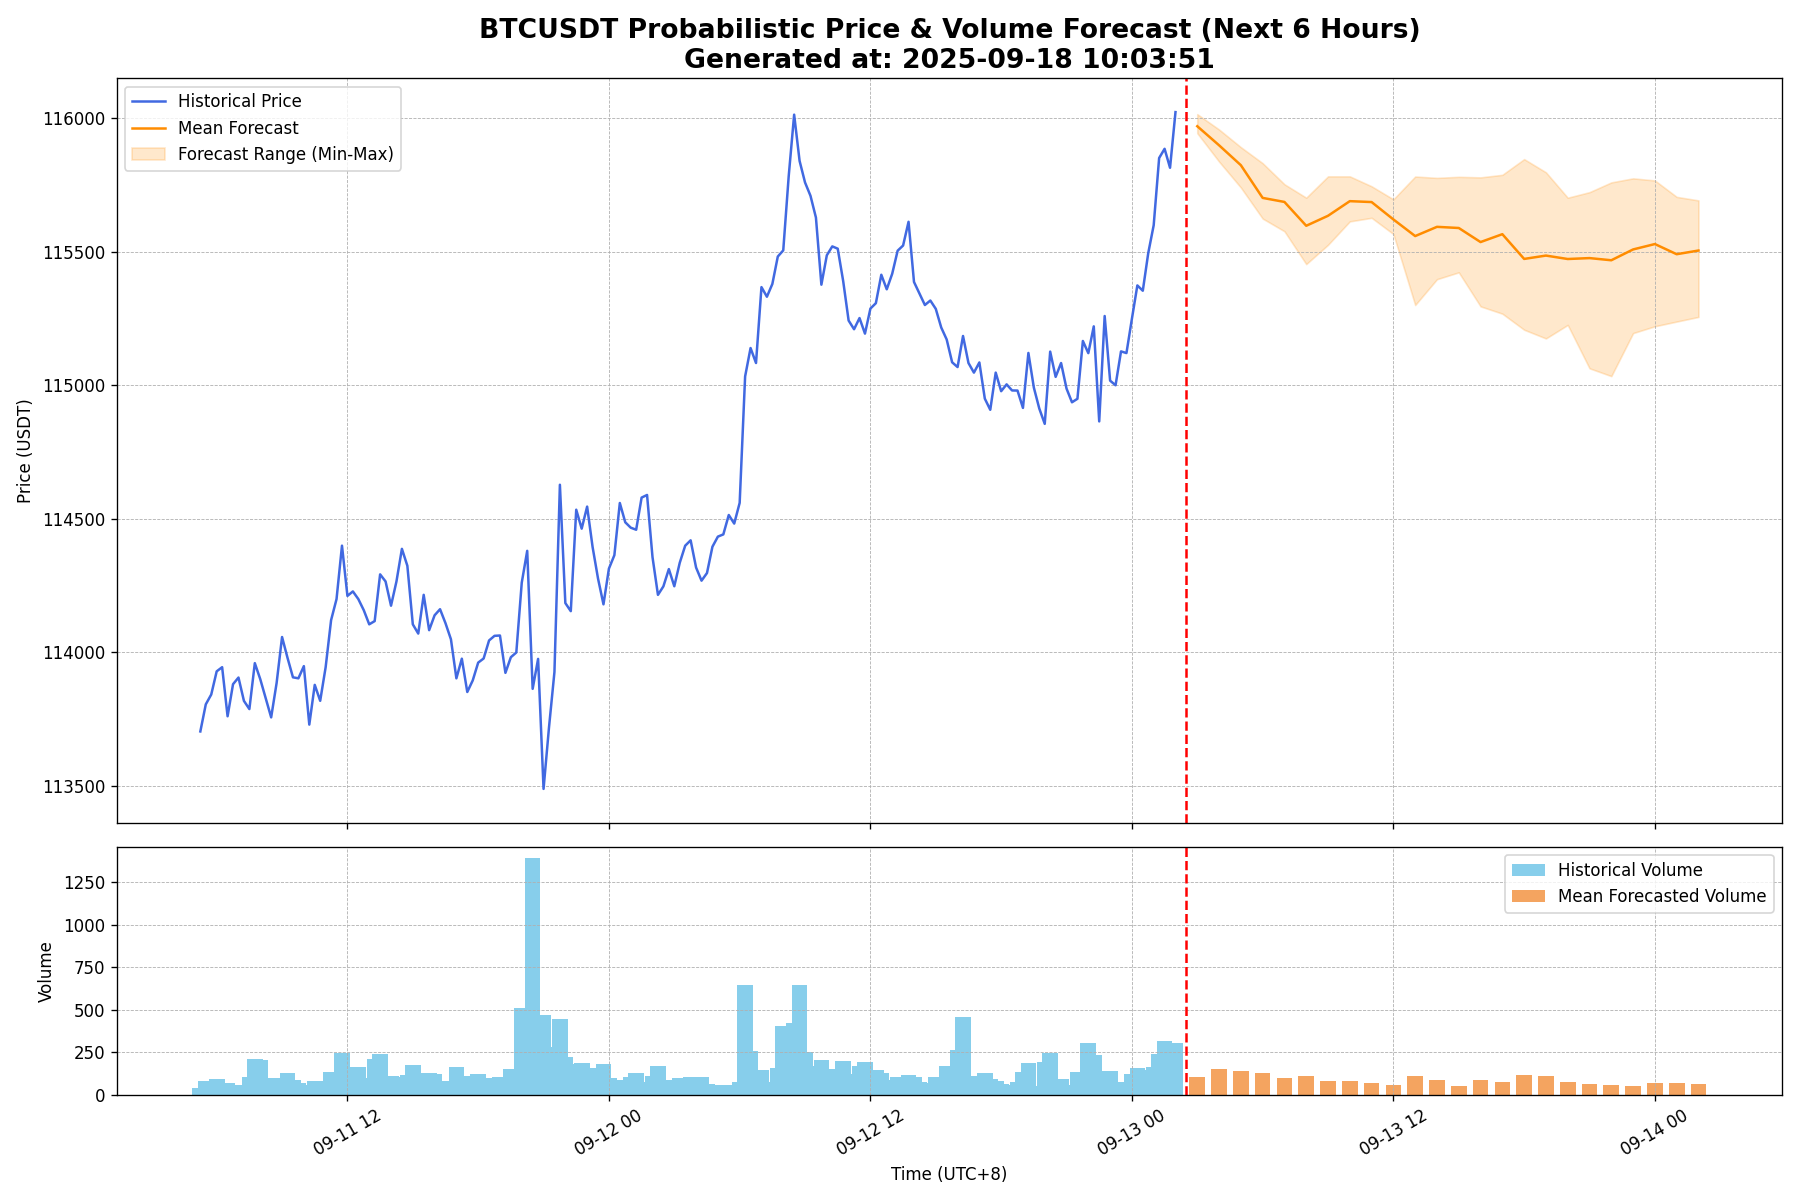 BTCUSDT Probabilistic Price & Volume Forecast (Next 6 Hours)
Generated at: 2025-09-18 10:03:51
Historical Price
Mean Forecast
Forecast Range (Min-Max)
116000
115500
115000
114500
114000
113500
Price (USDT)
Historical Volume
Mean Forecasted Volume
1250
1000
750
500
250
0
Volume
09-11 12
09-12 00
09-12 12
09-13 00
09-13 12
09-14 00
Time (UTC+8)